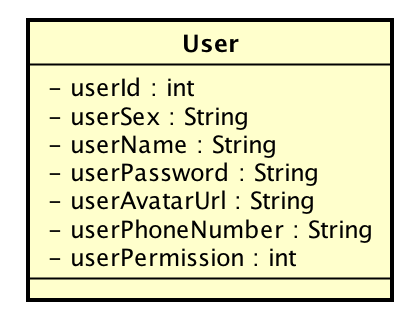 User
- userId : int
- userSex : String
- userName : String
- userPassword : String
- userAvatarUrl : String
- userPhoneNumber : String
- userPermission : int